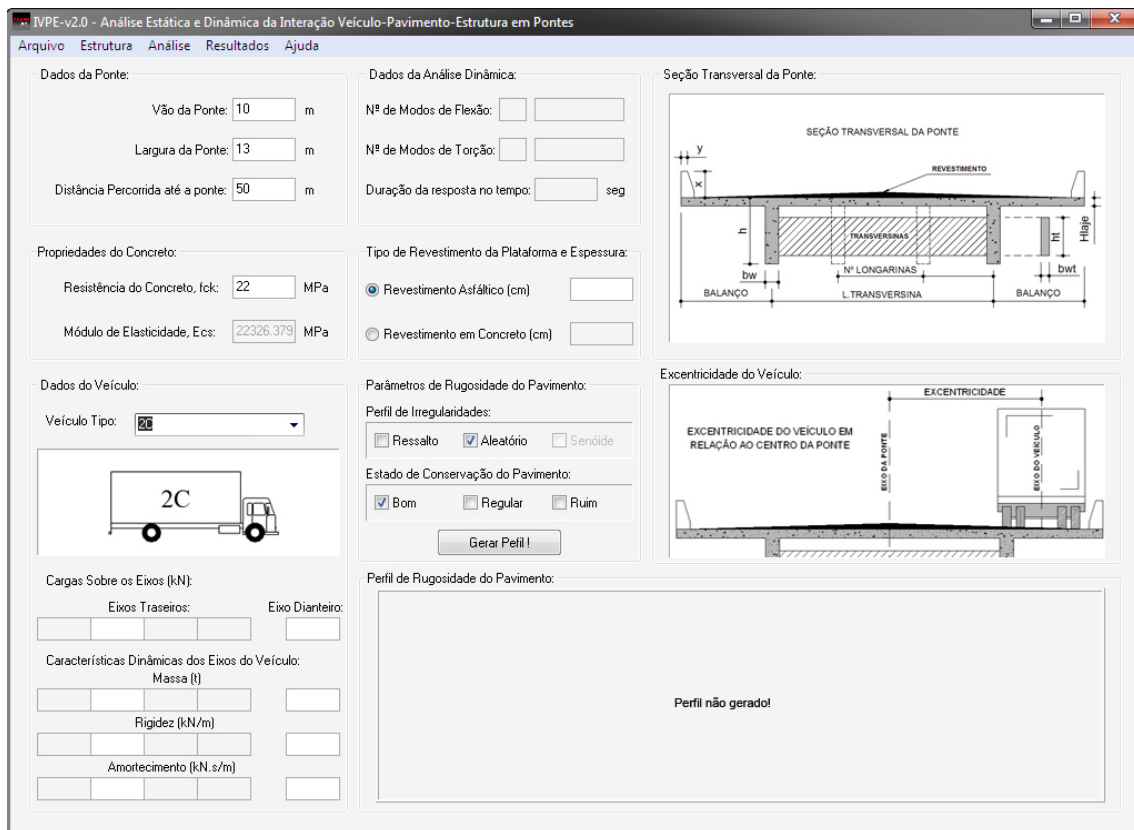 IVPE-v2.0 - Análise Estática e Dinâmica da Interação Veículo-Pavimento-Estrutura em Pontes
Arquivo Estrutura Análise Resultados Ajuda
Dados da Ponte:
Vão da Ponte: 10 m
Largura da Ponte: 13 m
Distância Percorrida até a ponte: 50 m
Dados da Análise Dinâmica:
Nº de Modos de Flexão:
Nº de Modos de Torção:
Duração da resposta no tempo: seg
Seção Transversal da Ponte:
SEÇÃO TRANSVERSAL DA PONTE
y
REVESTIMENTO
x
h
TRANSVERSINAS
ht
Hlaje
bw
Nº LONGARINAS
bwt
BALANÇO
L.TRANSVERSINA
BALANÇO
Propriedades do Concreto:
Resistência do Concreto, fck: 22 MPa
Módulo de Elasticidade, Ecs: 22326.379 MPa
Tipo de Revestimento da Plataforma e Espessura:
Revestimento Asfáltico (cm)
Revestimento em Concreto (cm)
Dados do Veículo:
Veículo Tipo: 2C
2C
Parâmetros de Rugosidade do Pavimento:
Perfil de Irregularidades:
Ressalto Aleatório Senóide
Estado de Conservação do Pavimento:
Bom Regular Ruim
Gerar Pefil !
Excentricidade do Veículo:
EXCENTRICIDADE
EXCENTRICIDADE DO VEÍCULO EM
RELAÇÃO AO CENTRO DA PONTE
EIXO DA PONTE
EIXO DO VEÍCULO
Cargas Sobre os Eixos (kN):
Eixos Traseiros: Eixo Dianteiro:
Características Dinâmicas dos Eixos do Veículo:
Massa (t)
Rigidez (kN/m)
Amortecimento (kN.s/m)
Perfil de Rugosidade do Pavimento:
Perfil não gerado!